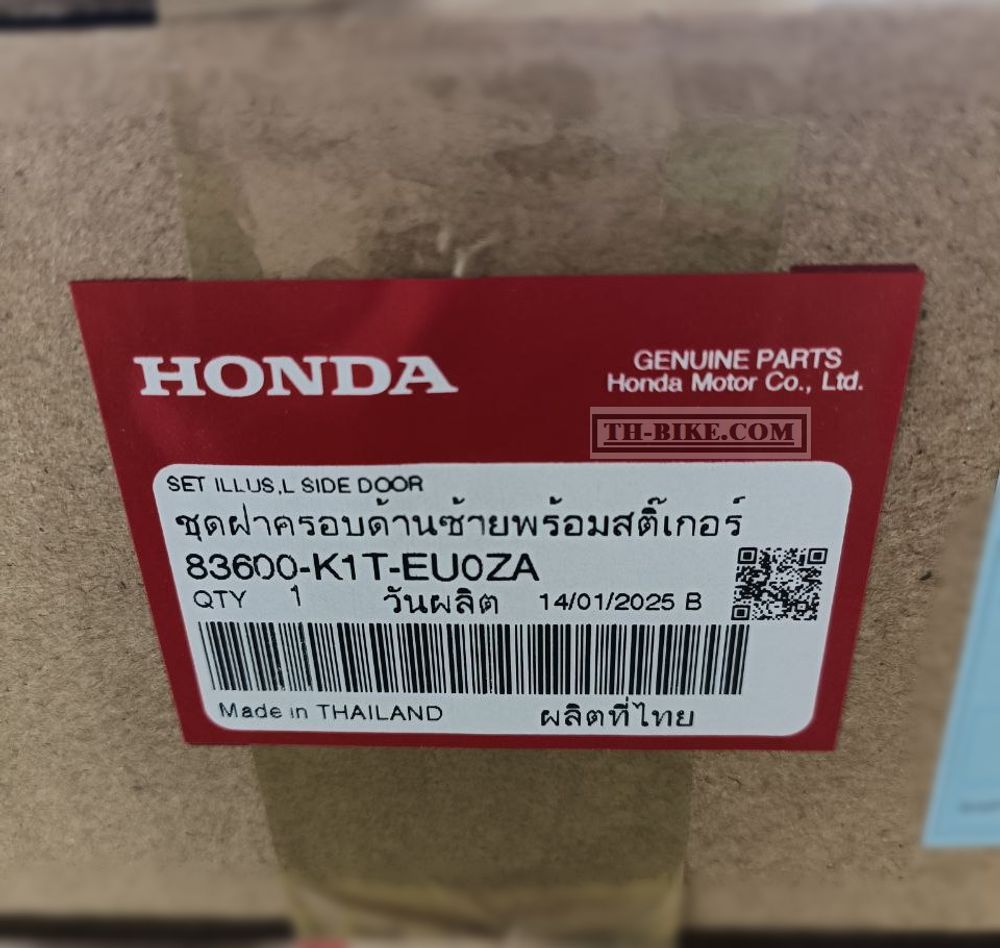 HONDA
GENUINE PARTS
Honda Motor Co., Ltd.
TH-BIKE.COM
SET ILLUS,L SIDE DOOR
ชุดฝาครอบด้านซ้ายพร้อมสติ๊เกอร์
83600-K1T-EU0ZA
QTY 1 วันผลิต 14/01/2025 B
Made in THAILAND ผลิตที่ไทย